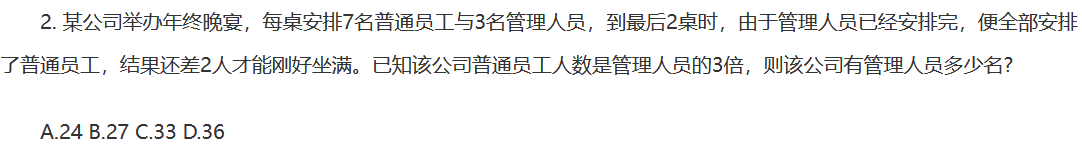 2. 某公司举办年终晚宴，每桌安排7名普通员工与3名管理人员，到最后2桌时，由于管理人员已经安排完，便全部安排
了普通员工，结果还差2人才能刚好坐满。已知该公司普通员工人数是管理人员的3倍，则该公司有管理人员多少名？
A.24 B.27 C.33 D.36